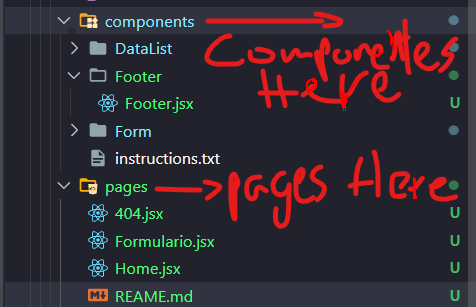 components
DataList
Componentes
Here
Footer
Footer.jsx U
Form
instructions.txt
pages
pages Here
404.jsx U
Formulario.jsx U
Home.jsx U
REAME.md U